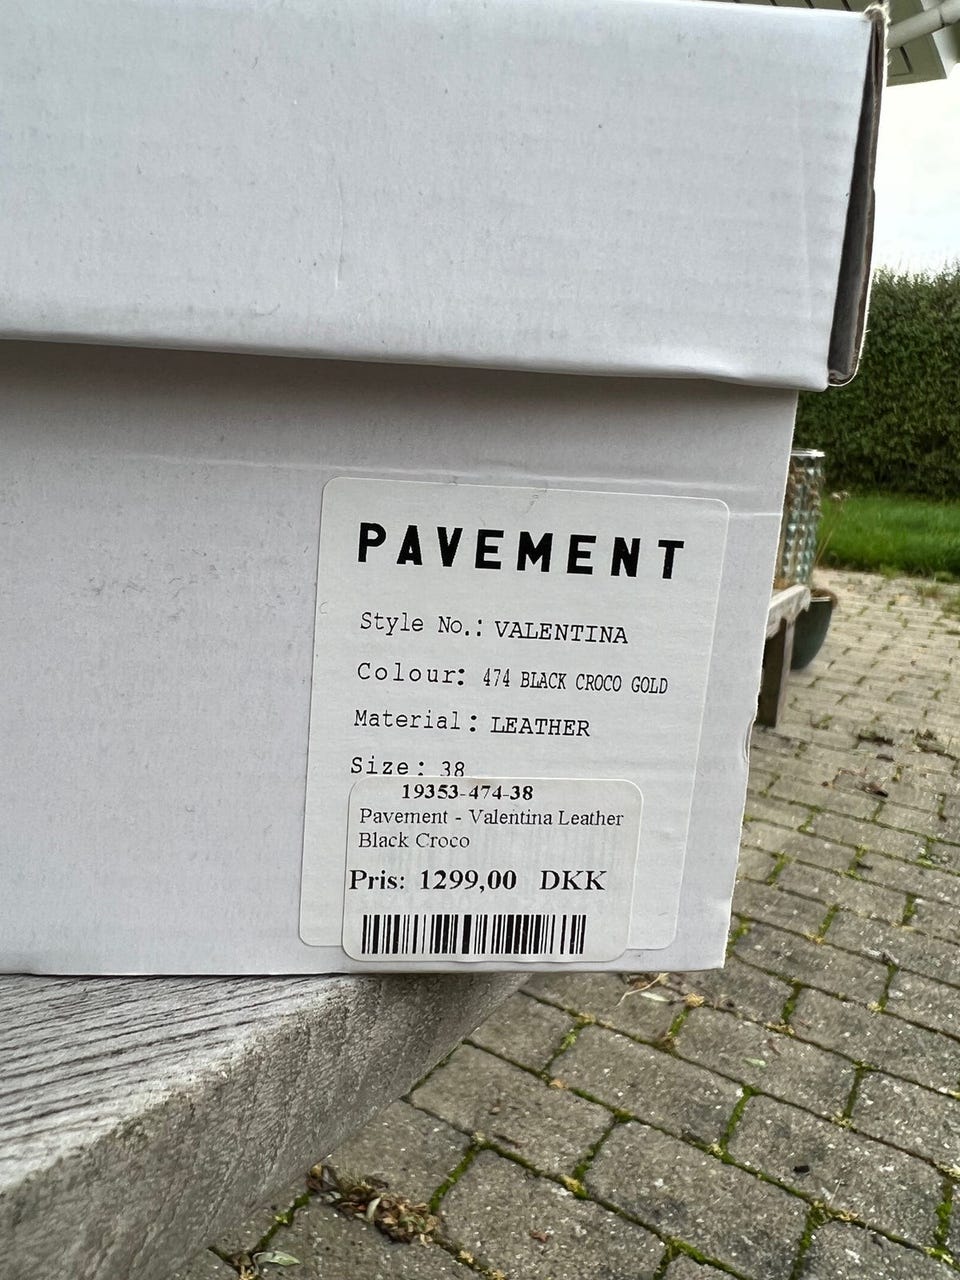 PAVEMENT
Style No.: VALENTINA
Colour: 474 BLACK CROCO GOLD
Material: LEATHER
Size: 38
19353-474-38
Pavement - Valentina Leather
Black Croco
Pris: 1299,00 DKK